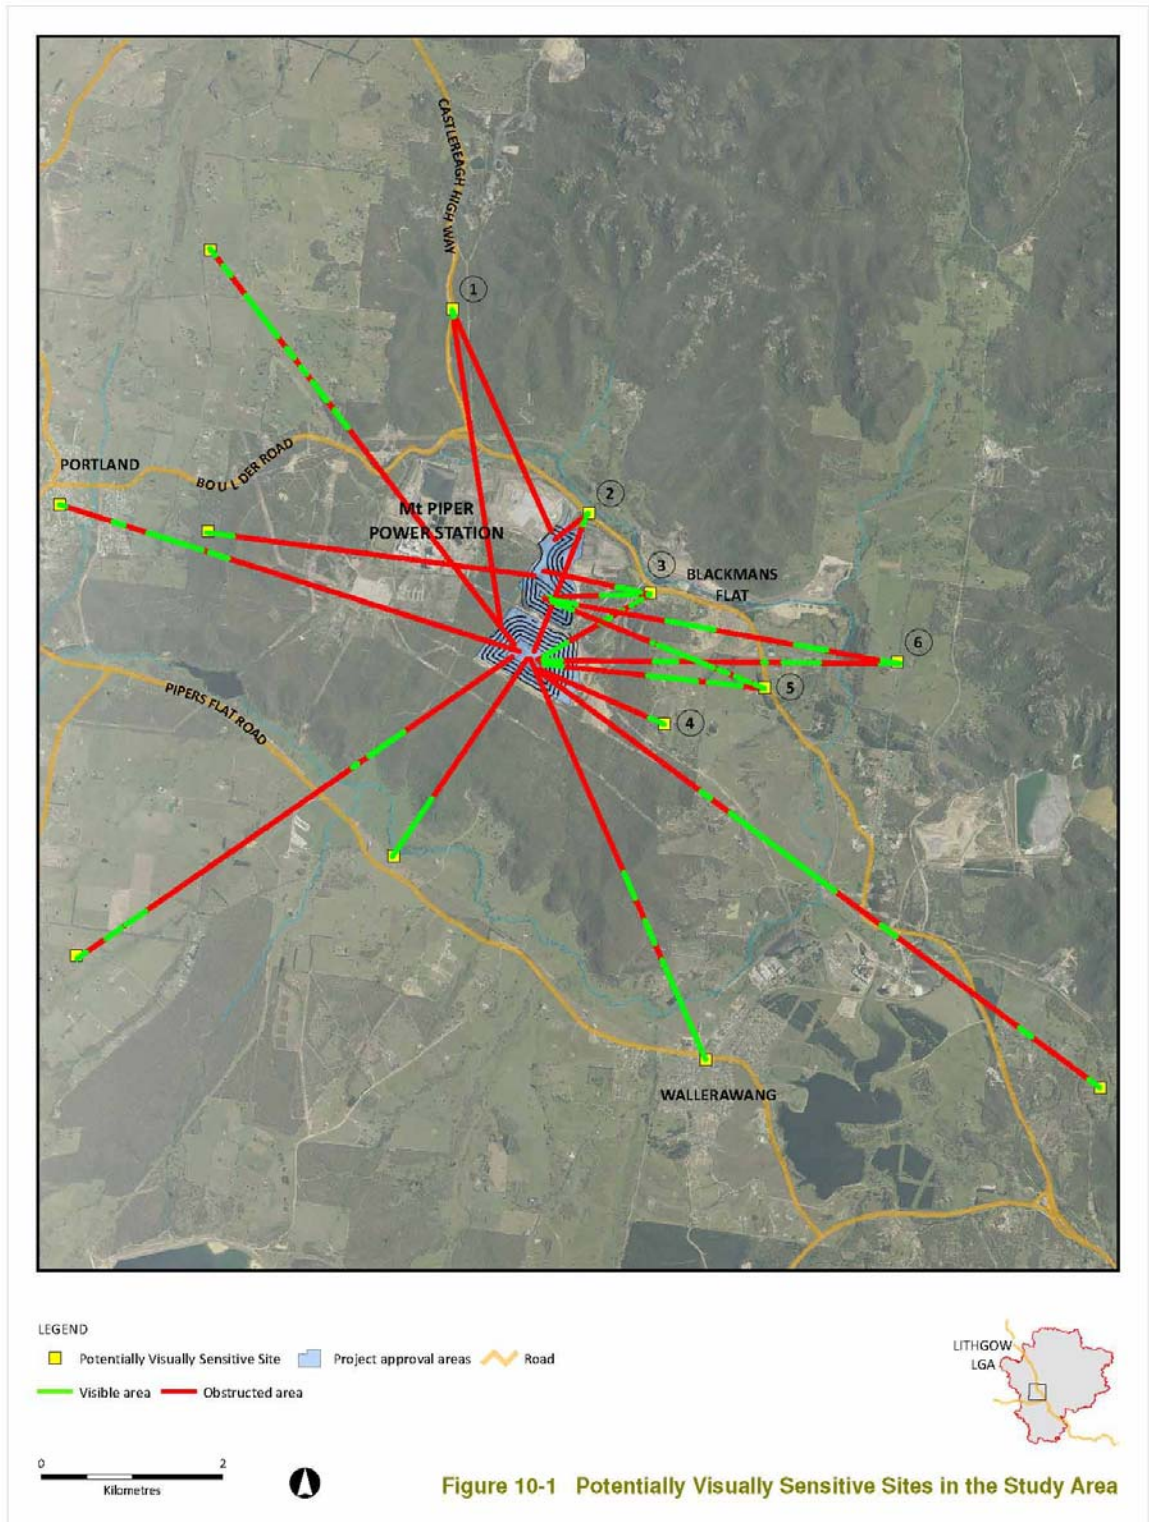 CASTLEREAGH HIGH WAY
1
PORTLAND
BOULDER ROAD
Mt PIPER
POWER STATION
2
3
BLACKMANS
FLAT
6
5
4
PIPERS FLAT ROAD
WALLERAWANG
LEGEND
Potentially Visually Sensitive Site
Project approval areas
Road
Visible area
Obstructed area
LITHGOW
LGA
0
2
Kilometres
Figure 10-1 Potentially Visually Sensitive Sites in the Study Area